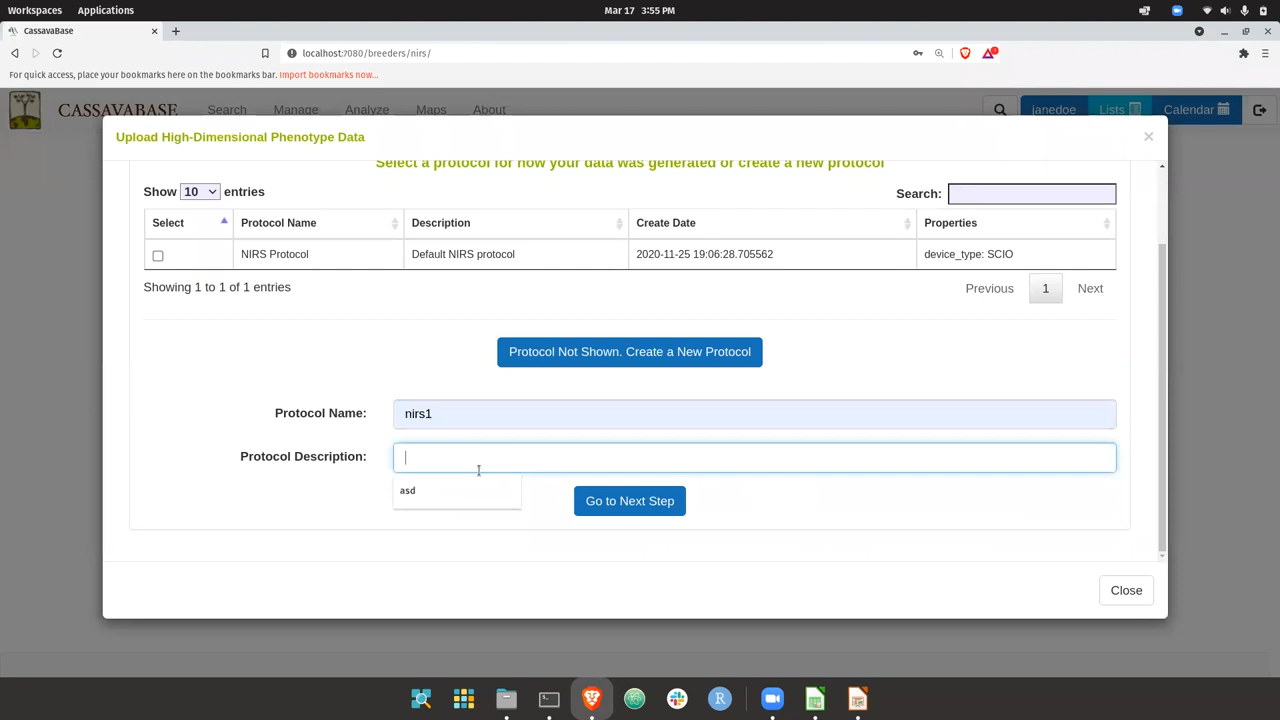 Workspaces Applications Mar 17 3:55 PM
CassavaBase
localhost:7080/breeders/nirs/
For quick access, place your bookmarks here on the bookmarks bar. Import bookmarks now...
CASSAVABASE Search Manage Analyze Maps About janedoe Lists Calendar
Upload High-Dimensional Phenotype Data ×
Select a protocol for how your data was generated or create a new protocol
Show 10 entries Search:
Select Protocol Name Description Create Date Properties
NIRS Protocol Default NIRS protocol 2020-11-25 19:06:28.705562 device_type: SCIO
Showing 1 to 1 of 1 entries Previous 1 Next
Protocol Not Shown. Create a New Protocol
Protocol Name: nirs1
Protocol Description:
asd
Go to Next Step
Close